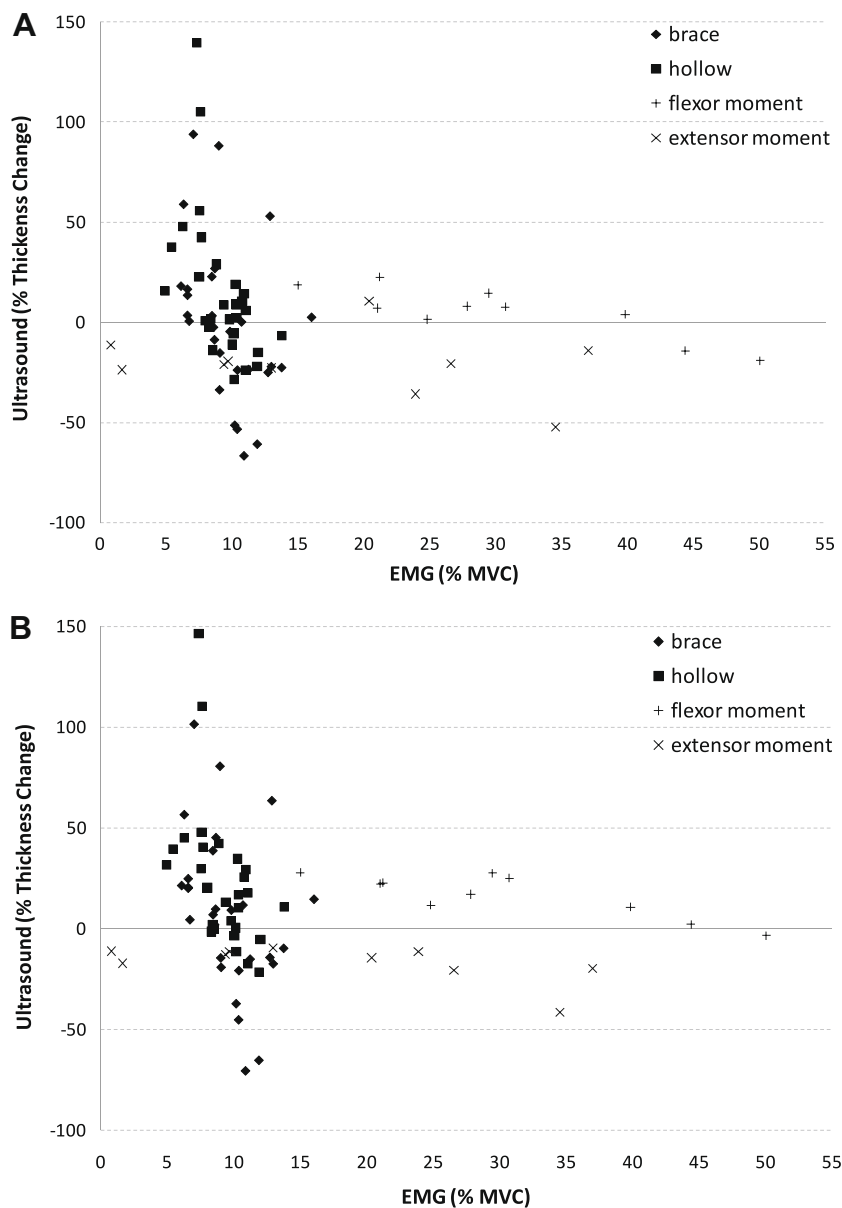 A
150
100
50
0
-50
-100
Ultrasound (% Thickenss Change)
brace
hollow
flexor moment
extensor moment
0 5 10 15 20 25 30 35 40 45 50 55
EMG (% MVC)
B
150
100
50
0
-50
-100
Ultrasound (% Thickness Change)
brace
hollow
flexor moment
extensor moment
0 5 10 15 20 25 30 35 40 45 50 55
EMG (% MVC)